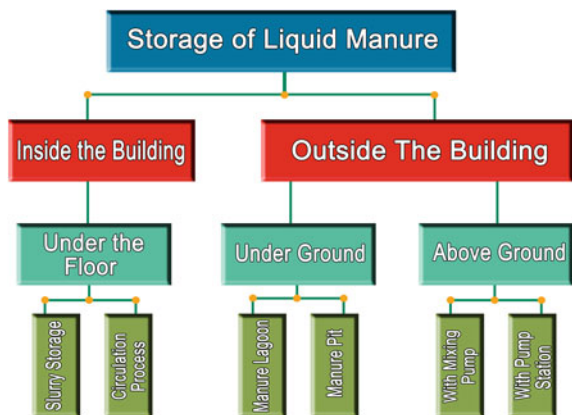 Storage of Liquid Manure
Inside the Building
Outside The Building
Under the
Floor
Under Ground
Above Ground
Slurry Storage
Circulation
Process
Manure Lagoon
Manure Pit
With Mixing
Pump
With Pump
Station